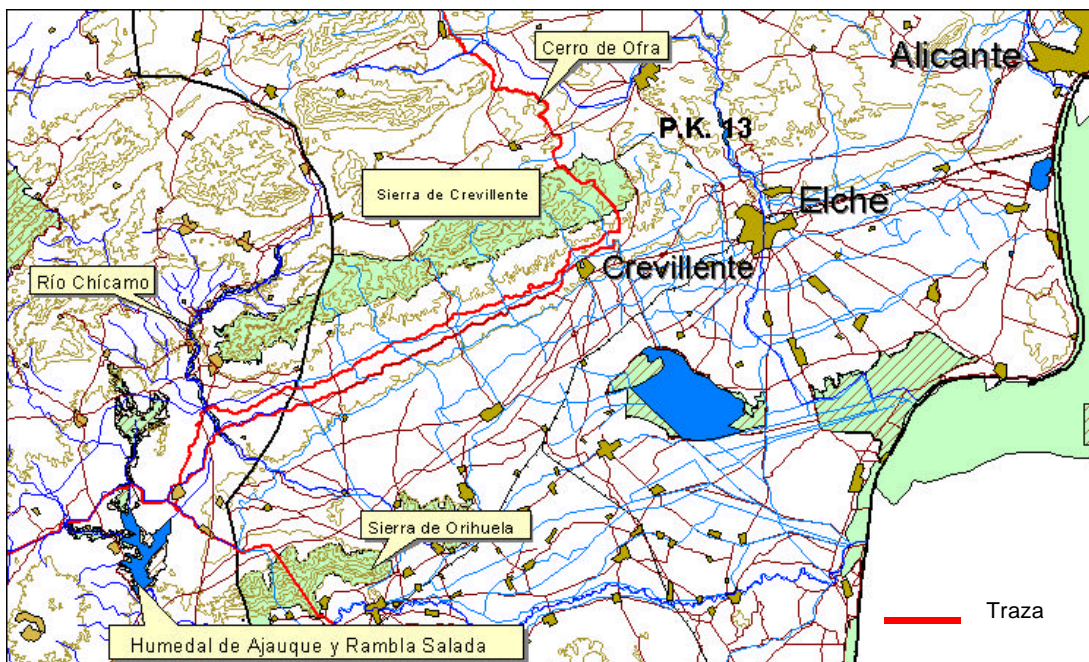 Cerro de Ofra
Alicante
P.K. 13
Sierra de Crevillente
Elche
Crevillente
Río Chícamo
Sierra de Orihuela
Traza
Humedal de Ajauque y Rambla Salada